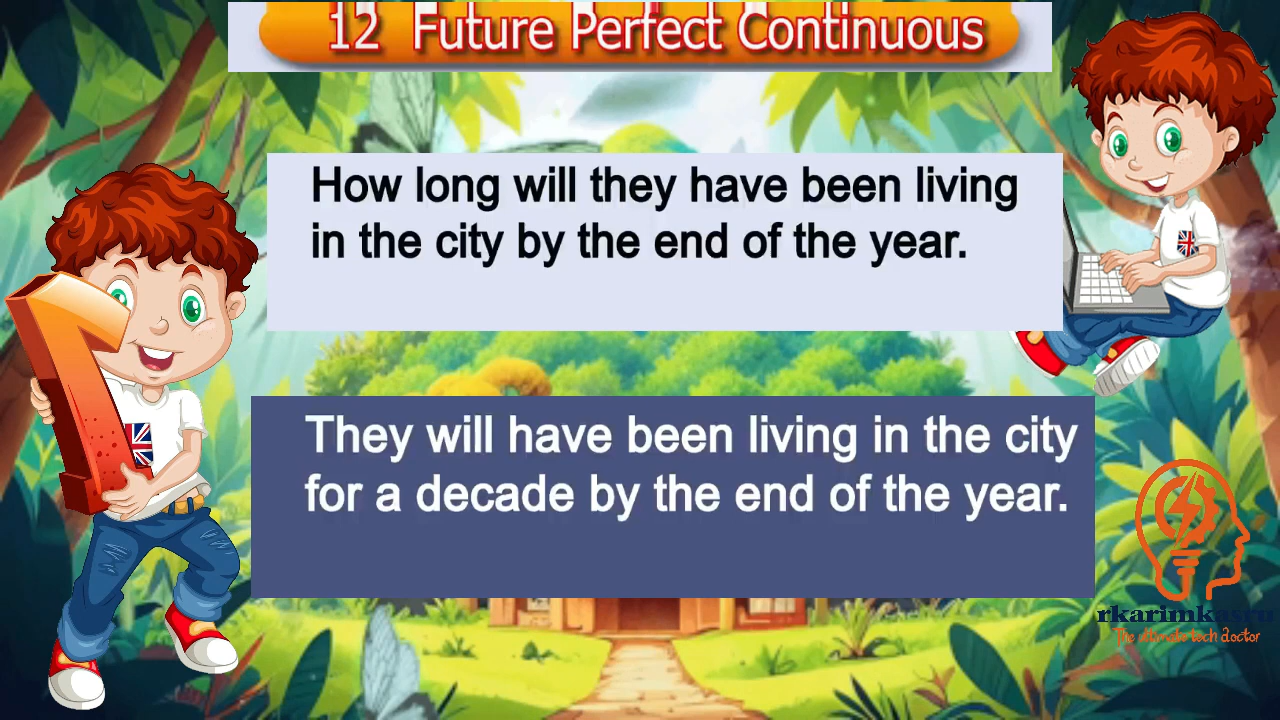 12 Future Perfect Continuous
How long will they have been living
in the city by the end of the year.
They will have been living in the city
for a decade by the end of the year.
rkarimkasru
The ultimate tech doctor